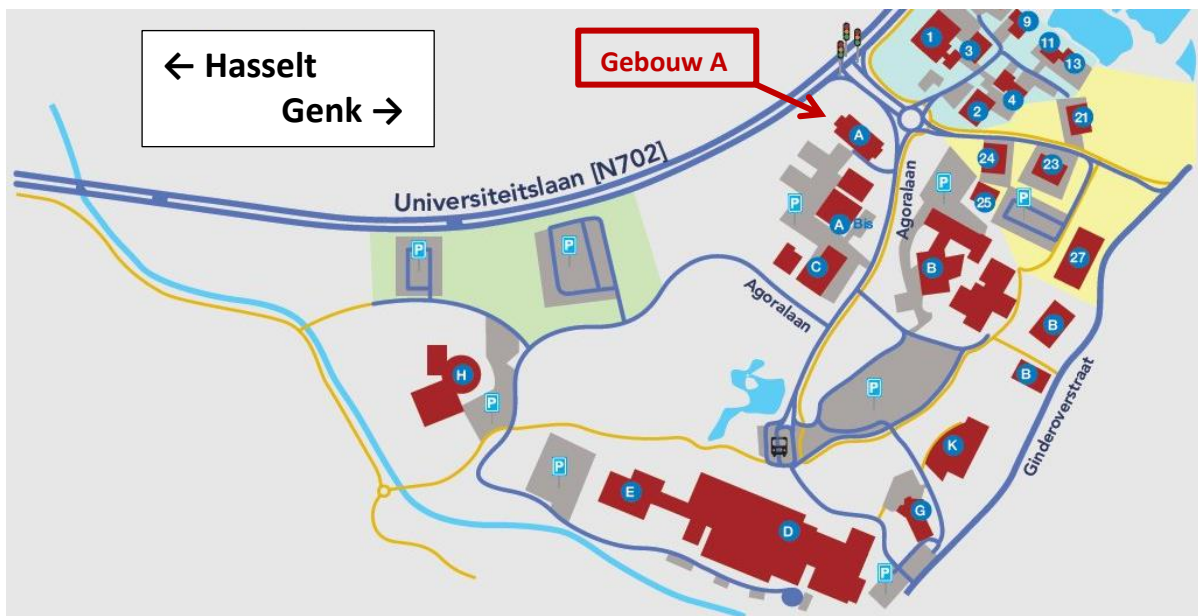 ← Hasselt
Genk →
Gebouw A
Universiteitslaan [N702]
Agoralaan
Agoralaan
Ginderoverstraat
1
3
9
11
13
2
4
21
24
23
25
27
A
A Bis
C
B
B
B
H
E
D
K
G
P
P
P
P
P
P
P
P
P